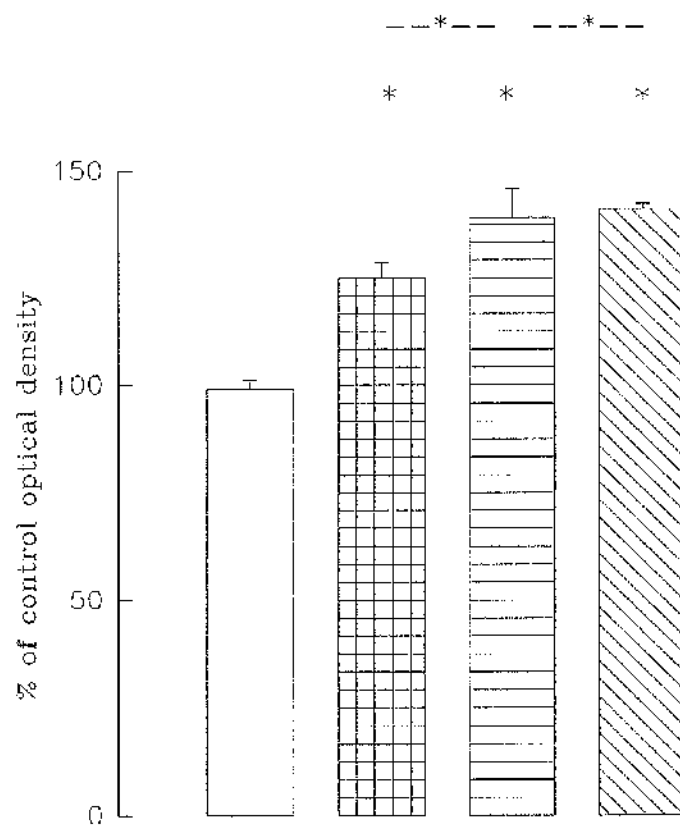 — — * — — — — * — —
* * *
150
100
50
0
% of control optical density